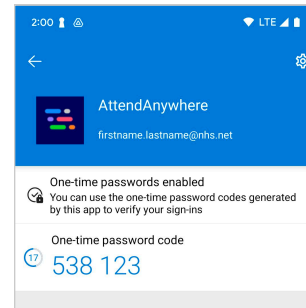 2:00 LTE
AttendAnywhere
firstname.lastname@nhs.net
One-time passwords enabled
You can use the one-time password codes generated
by this app to verify your sign-ins
One-time password code
17
538 123